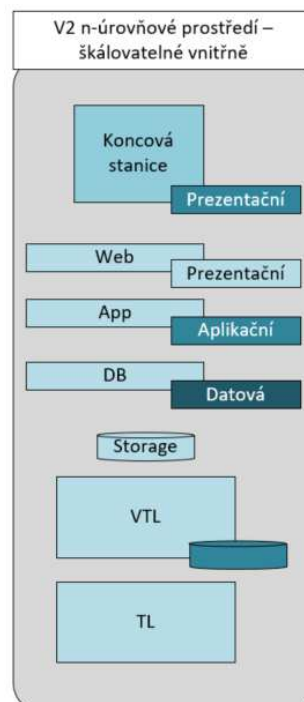 V2 n-úrovňové prostředí –
škálovatelné vnitřně
Koncová
stanice
Prezentační
Web
Prezentační
App
Aplikační
DB
Datová
Storage
VTL
TL